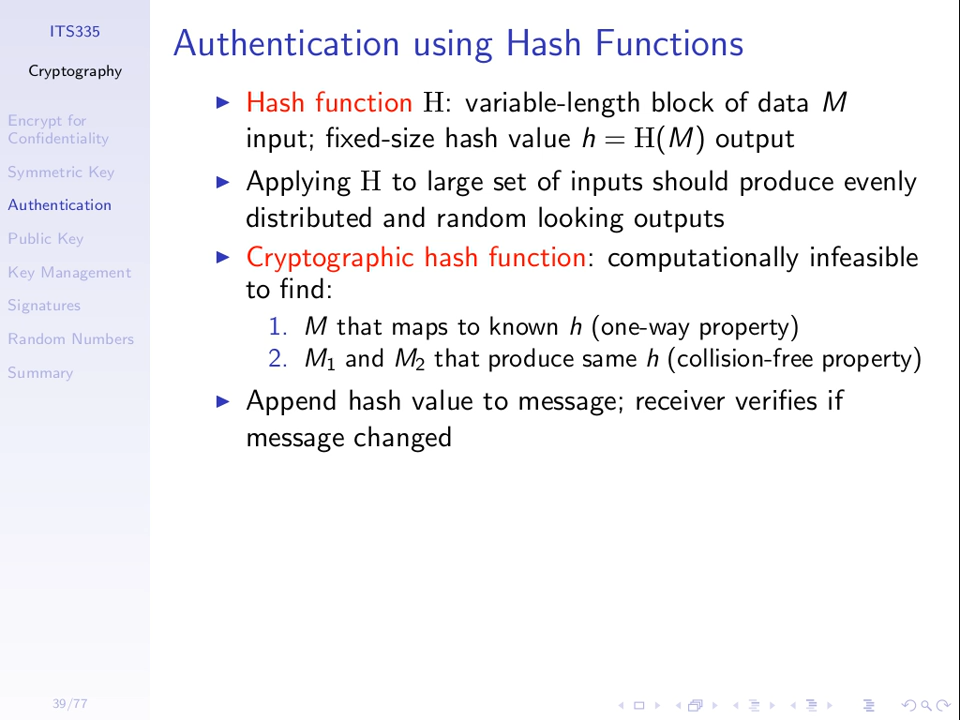 ITS335
Cryptography
Encrypt for
Confidentiality
Symmetric Key
Authentication
Public Key
Key Management
Signatures
Random Numbers
Summary
39/77
Authentication using Hash Functions
Hash function H: variable-length block of data M
input; fixed-size hash value h = H(M) output
Applying H to large set of inputs should produce evenly
distributed and random looking outputs
Cryptographic hash function: computationally infeasible
to find:
1. M that maps to known h (one-way property)
2. M₁ and M₂ that produce same h (collision-free property)
Append hash value to message; receiver verifies if
message changed